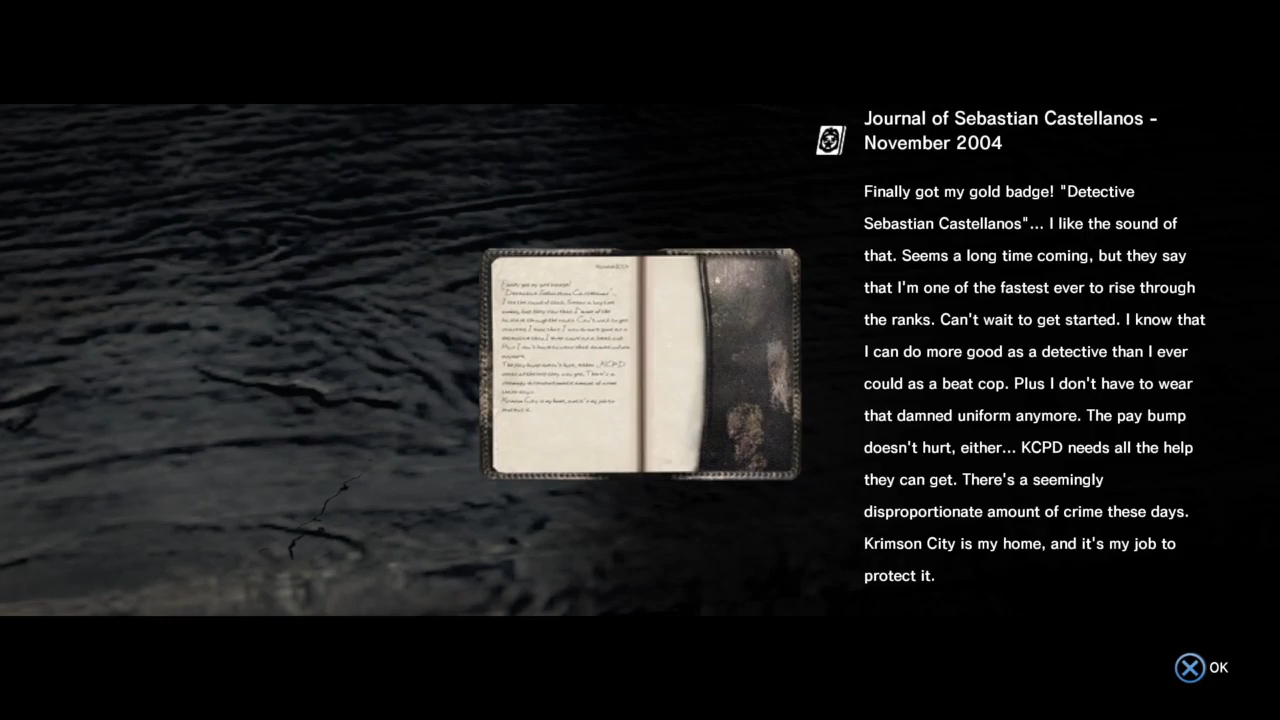 Journal of Sebastian Castellanos -
November 2004
Finally got my gold badge! "Detective
Sebastian Castellanos"... I like the sound of
that. Seems a long time coming, but they say
that I'm one of the fastest ever to rise through
the ranks. Can't wait to get started. I know that
I can do more good as a detective than I ever
could as a beat cop. Plus I don't have to wear
that damned uniform anymore. The pay bump
doesn't hurt, either... KCPD needs all the help
they can get. There's a seemingly
disproportionate amount of crime these days.
Krimson City is my home, and it's my job to
protect it.
OK